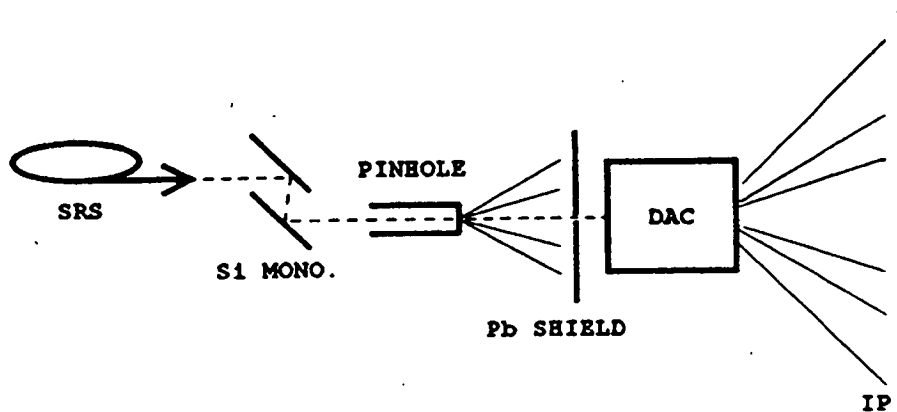 PINHOLE
SRS
DAC
Si MONO.
Pb SHIELD
IP